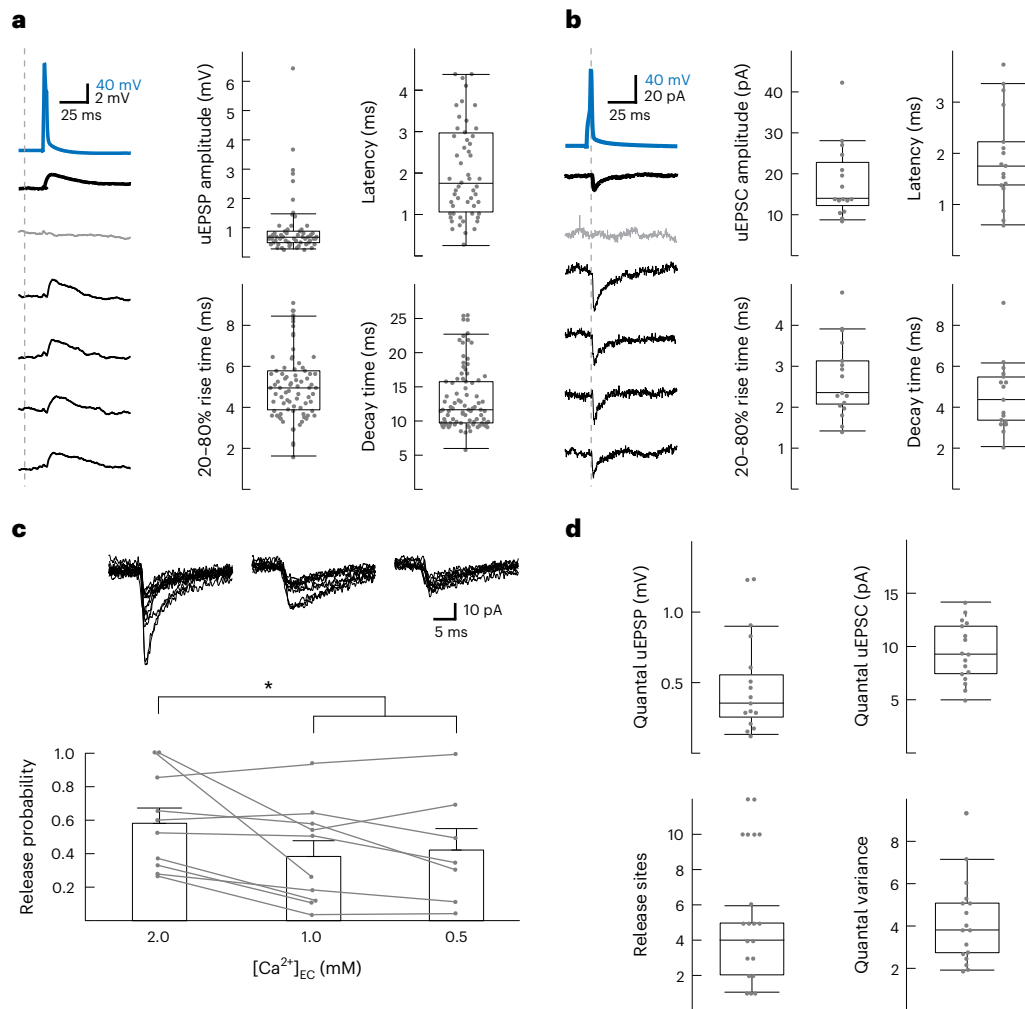 a
40 mV
2 mV
25 ms
uEPSP amplitude (mV)
6
5
4
3
2
1
Latency (ms)
4
3
2
1
20–80% rise time (ms)
8
6
4
2
Decay time (ms)
25
20
15
10
5
b
40 mV
20 pA
25 ms
uEPSC amplitude (pA)
40
30
20
10
Latency (ms)
3
2
1
0
20–80% rise time (ms)
4
3
2
1
Decay time (ms)
10
8
6
4
2
c
10 pA
5 ms
*
Release probability
1.0
0.8
0.6
0.4
0.2
2.0
1.0
0.5
[Ca2+]EC (mM)
d
Quantal uEPSP (mV)
1.0
0.5
Quantal uEPSC (pA)
15
10
5
Release sites
10
8
6
4
2
Quantal variance
8
6
4
2